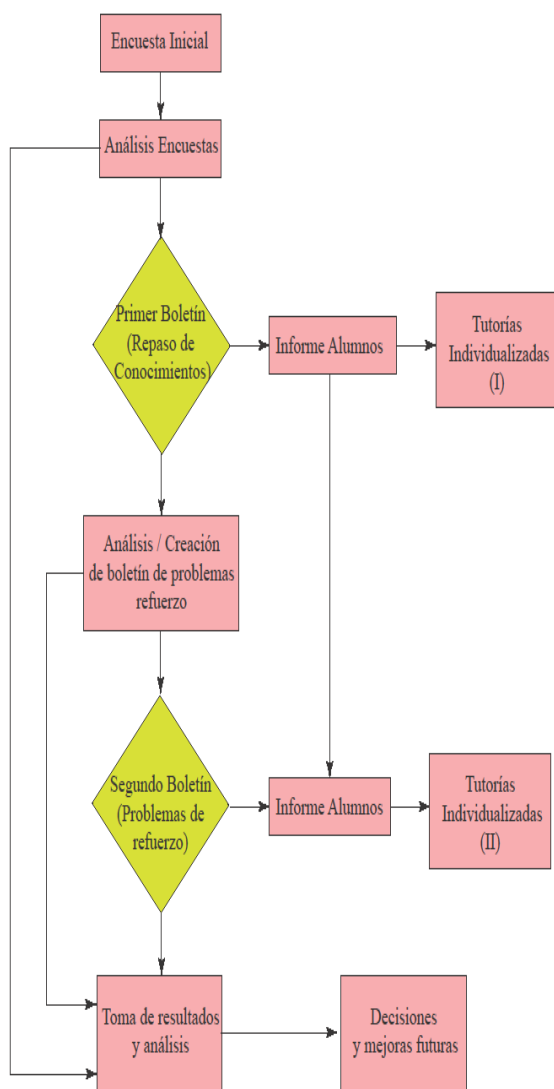 Encuesta Inicial
Análisis Encuestas
Primer Boletín
(Repaso de
Conocimientos)
Informe Alumnos
Tutorías
Individualizadas
(I)
Análisis / Creación
de boletín de problemas
refuerzo
Segundo Boletín
(Problemas de
refuerzo)
Informe Alumnos
Tutorías
Individualizadas
(II)
Toma de resultados
y análisis
Decisiones
y mejoras futuras